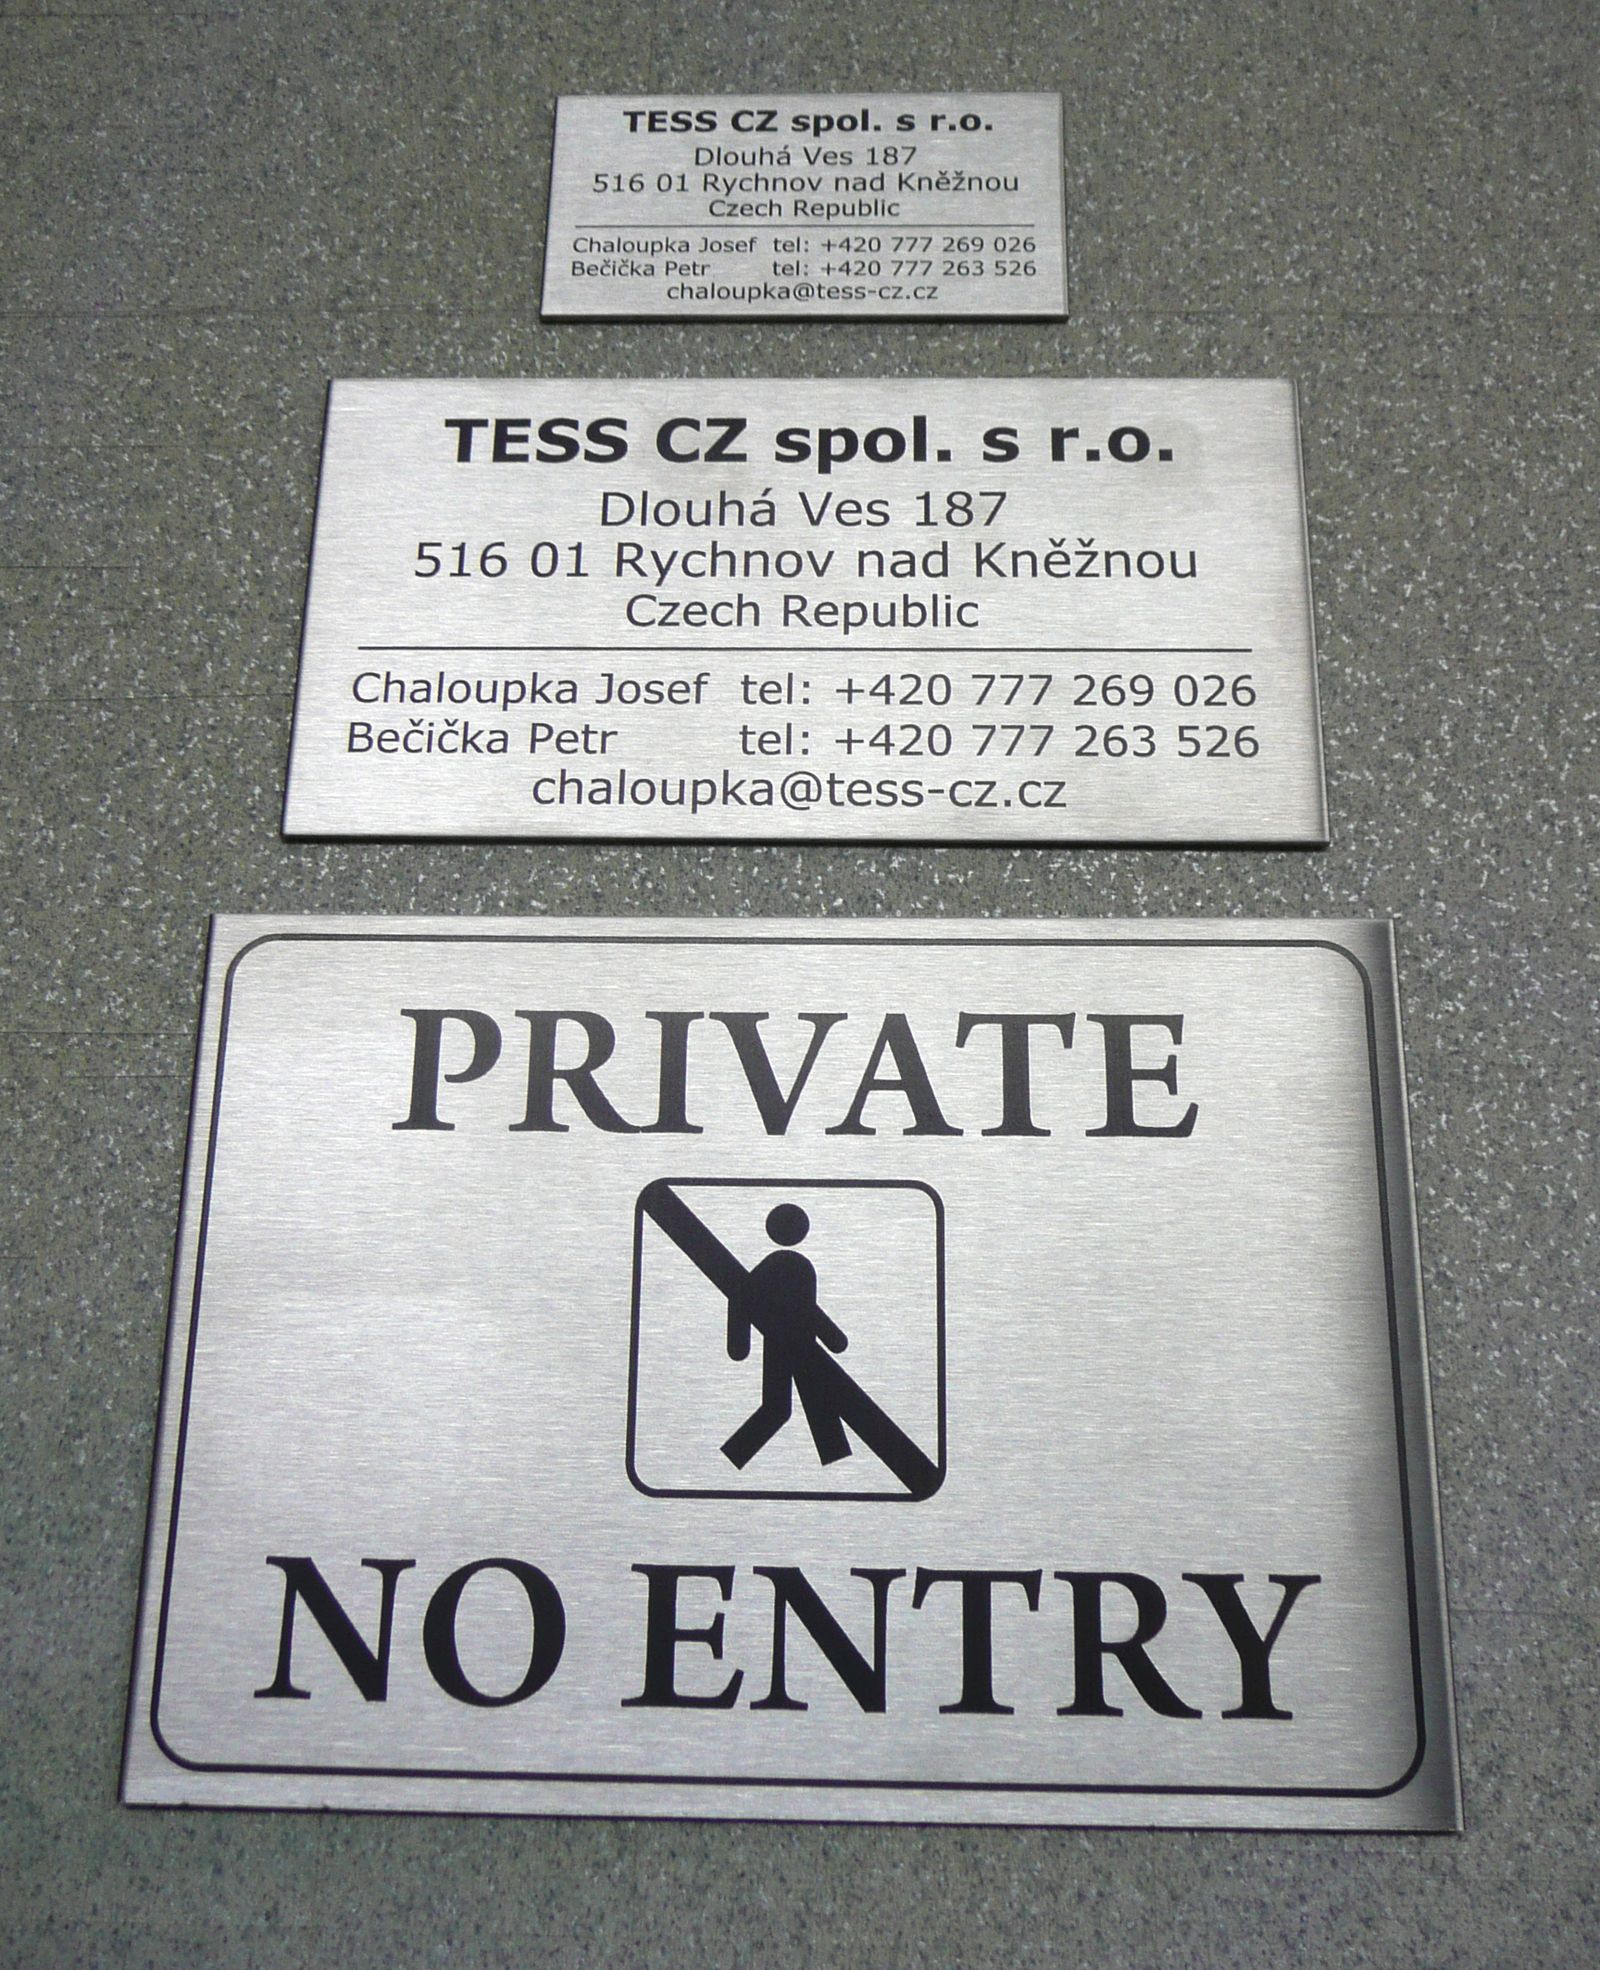 TESS CZ spol. s r.o.
Dlouhá Ves 187
516 01 Rychnov nad Kněžnou
Czech Republic
Chaloupka Josef tel: +420 777 269 026
Bečička Petr tel: +420 777 263 526
chaloupka@tess-cz.cz
TESS CZ spol. s r.o.
Dlouhá Ves 187
516 01 Rychnov nad Kněžnou
Czech Republic
Chaloupka Josef tel: +420 777 269 026
Bečička Petr tel: +420 777 263 526
chaloupka@tess-cz.cz
PRIVATE
NO ENTRY